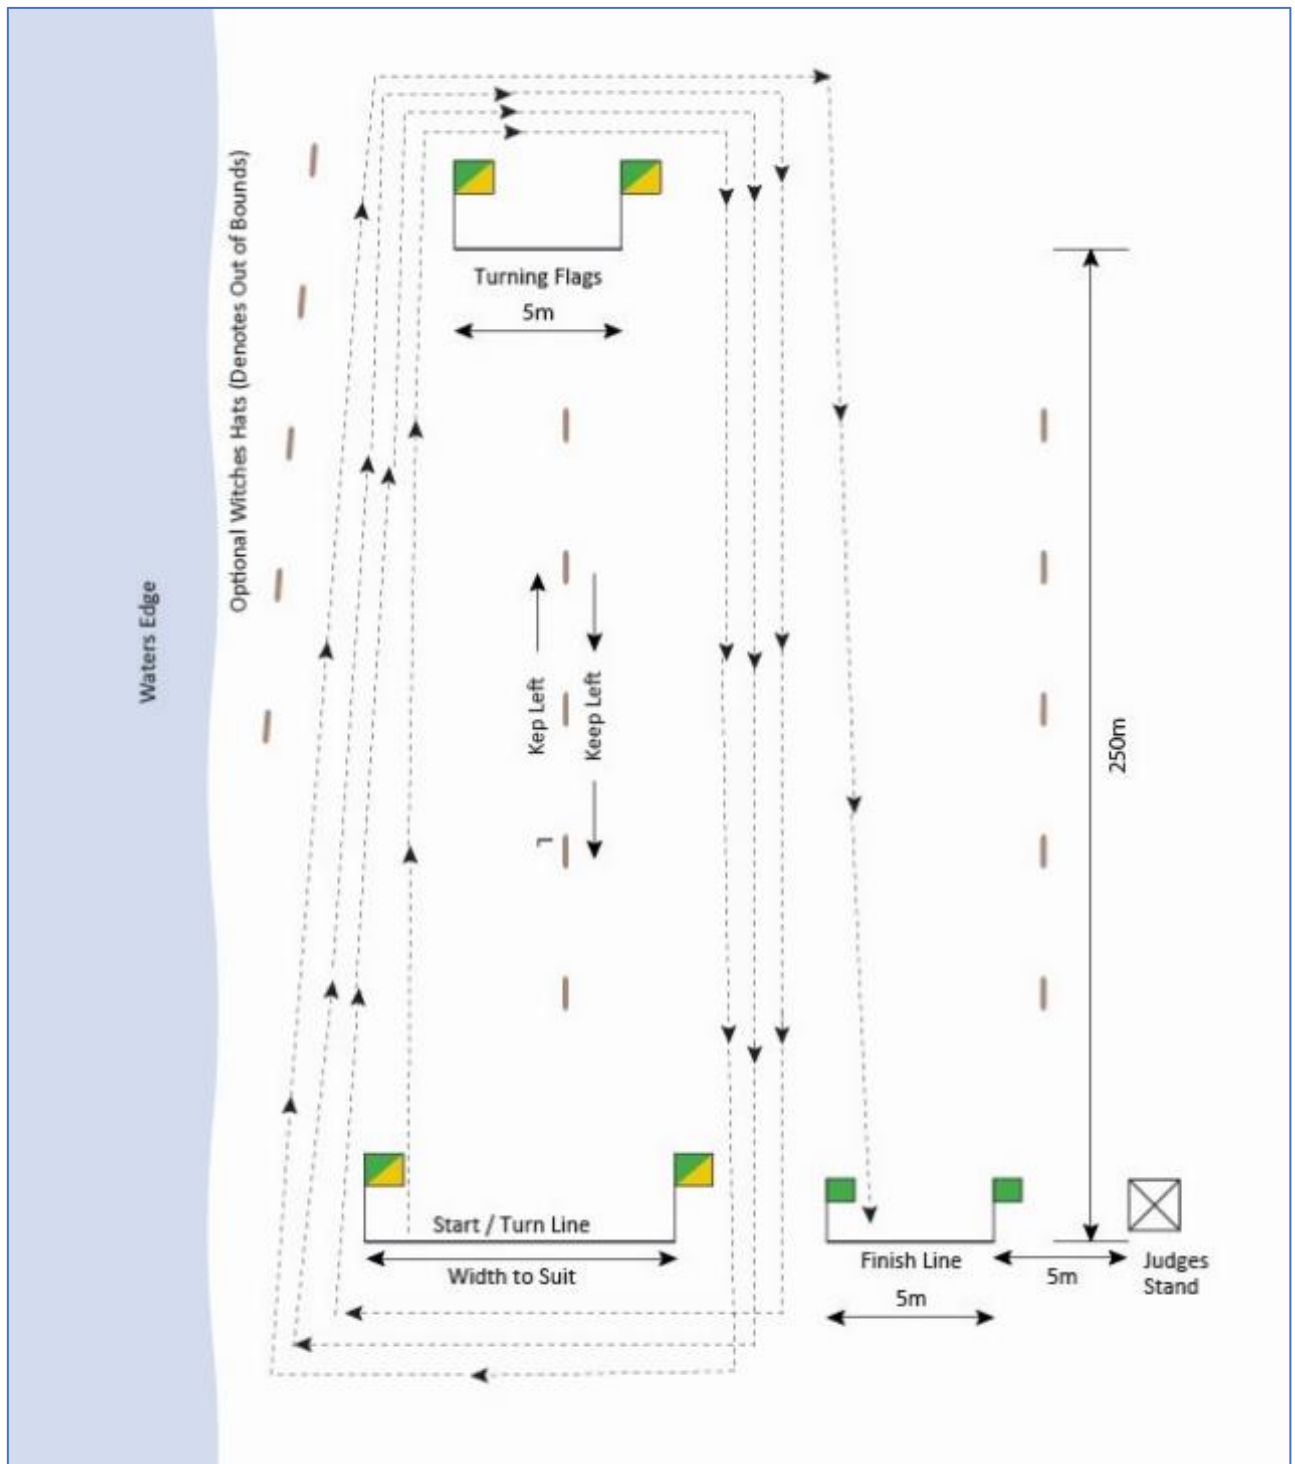 Optional Witches Hats (Denotes Out of Bounds)
Waters Edge
Turning Flags
5m
Kep Left
Keep Left
L
250m
Start / Turn Line
Width to Suit
Finish Line
5m
5m
Judges
Stand